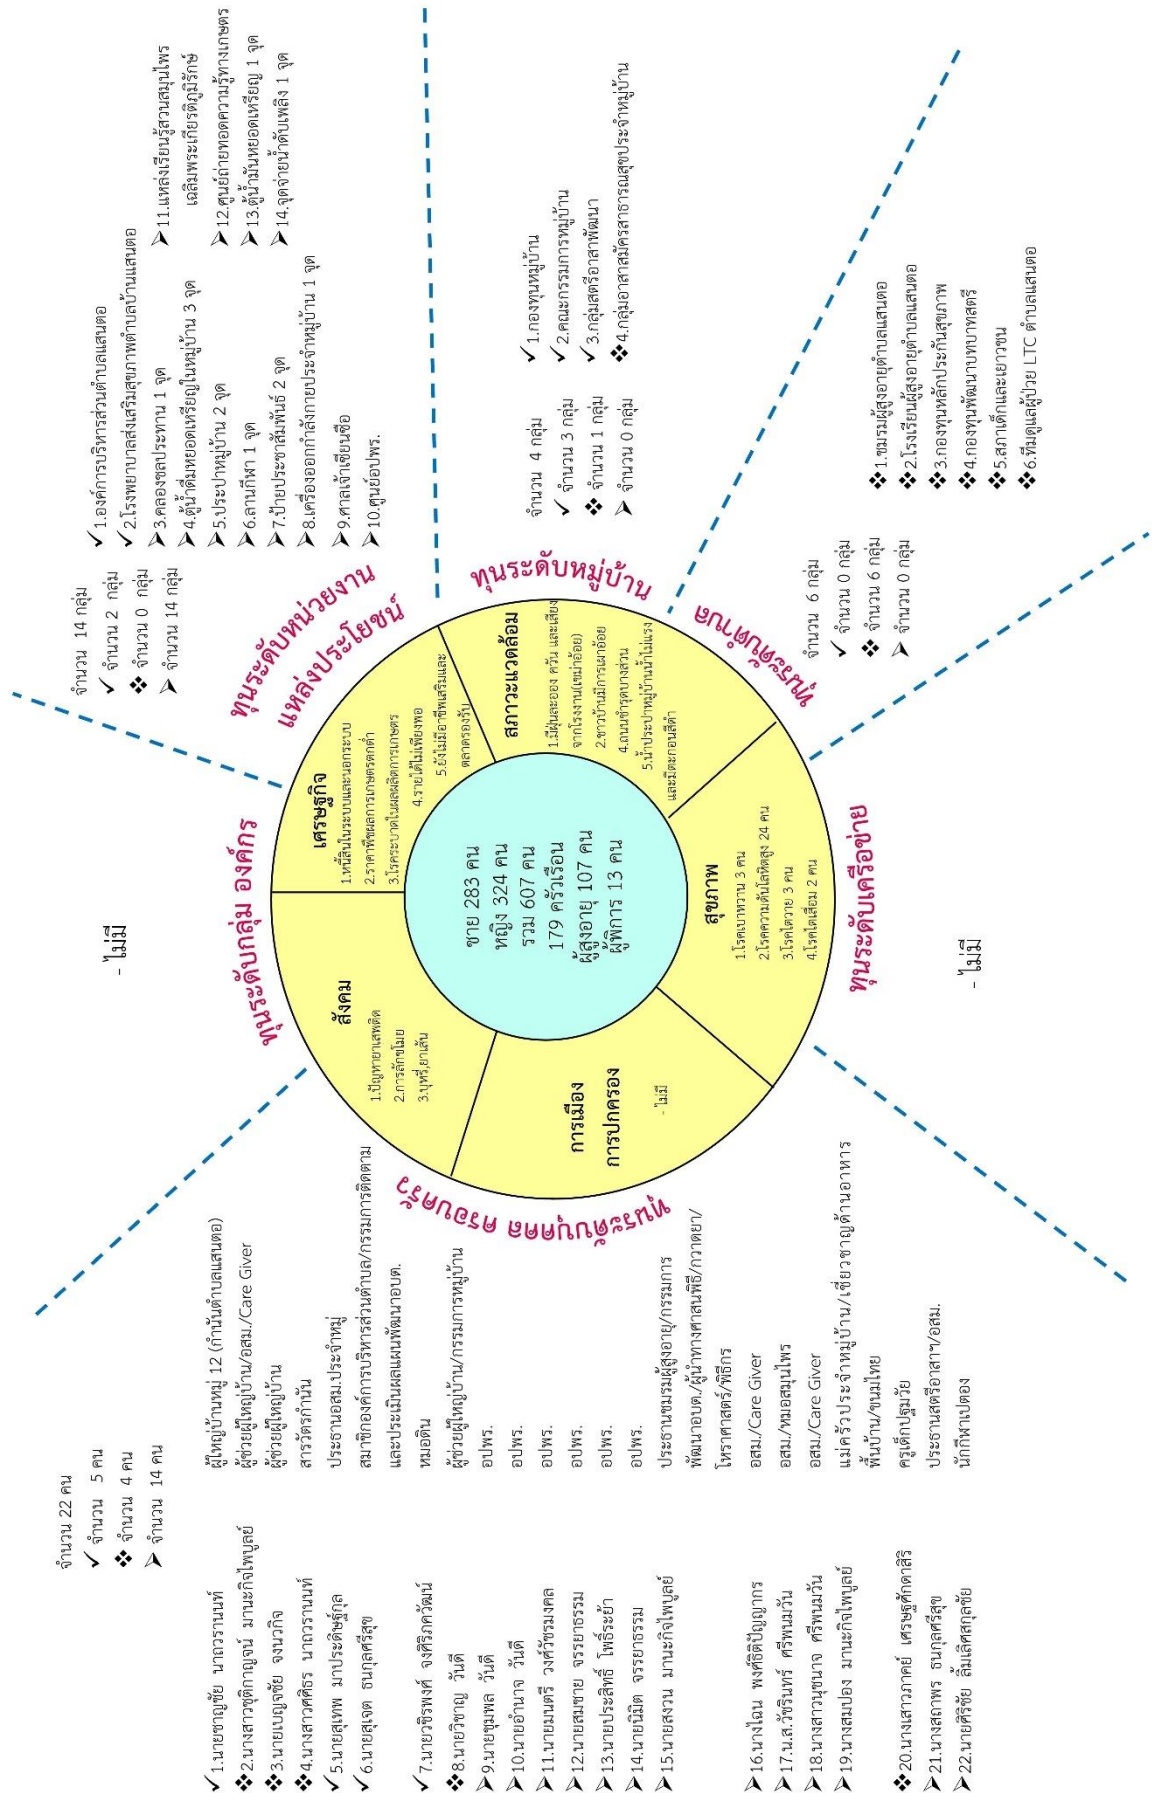 จำนวน 22 คน
✓ จำนวน 5 คน
❖ จำนวน 4 คน
➢ จำนวน 14 คน
✓ 1.นายชาญชัย นาถวรานนท์ ผู้ใหญ่บ้านหมู่ 12 (กำนันตำบลแสนตอ)
❖ 2.นางสาวชุติกาญจน์ มานะกิจไพบูลย์ ผู้ช่วยผู้ใหญ่บ้าน/อสม./Care Giver
❖ 3.นายเบญจชัย จงนวกิจ ผู้ช่วยผู้ใหญ่บ้าน
❖ 4.นางสาวศศิธร นาถวรานนท์ สารวัตรกำนัน
✓ 5.นายสุเทพ มาประดิษฐ์กุล ประธานอสม.ประจำหมู่
✓ 6.นายสุเจต ธนกุลศรีสุข สมาชิกองค์การบริหารส่วนตำบล/กรรมการติดตาม
และประเมินผลแผนพัฒนาอบต.
✓ 7.นายวชิรพงศ์ จงศิริภควัฒน์ หมอดิน
❖ 8.นายวิชาญ วันดี ผู้ช่วยผู้ใหญ่บ้าน/กรรมการหมู่บ้าน
➢ 9.นายชุมพล วันดี อปพร.
➢ 10.นายอำนาจ วันดี อปพร.
➢ 11.นายมนตรี วงศ์วัชรมงคล อปพร.
➢ 12.นายสมชาย จรรยาธรรม อปพร.
➢ 13.นายประสิทธิ์ โพธิ์ระย้า อปพร.
➢ 14.นายนิมิต จรรยาธรรม อปพร.
➢ 15.นายสงวน มานะกิจไพบูลย์ ประธานชมรมผู้สูงอายุ/กรรมการ
พัฒนาอบต./ผู้นำทางศาสนพิธี/กวาดยา/
โหราศาสตร์/พิธีกร
➢ 16.นางไฉน พงศ์ธิติปัญญากร อสม./Care Giver
➢ 17.น.ส.วัชรินทร์ ศรีพนมวัน อสม./หมอสมุนไพร
➢ 18.นางสาวนุชนาจ ศรีพนมวัน อสม./Care Giver
➢ 19.นางสมปอง มานะกิจไพบูลย์ แม่ครัวประจำหมู่บ้าน/เชี่ยวชาญด้านอาหาร
พื้นบ้าน/ขนมไทย
❖ 20.นางเสาวภาคย์ เศรษฐศักดาสิริ ครูเด็กปฐมวัย
➢ 21.นางสถาพร ธนกุลศรีสุข ประธานสตรีอาสาฯ/อสม.
➢ 22.นายศิริชัย ลิ้มเลิศสกุลชัย นักกีฬาเปตอง
ทุนระดับบุคคล ครอบครัว
ทุนระดับกลุ่ม องค์กร
- ไม่มี
ทุนระดับหน่วยงาน
แหล่งประโยชน์
จำนวน 14 กลุ่ม
✓ จำนวน 2 กลุ่ม
❖ จำนวน 0 กลุ่ม
➢ จำนวน 14 กลุ่ม
✓ 1.องค์การบริหารส่วนตำบลแสนตอ
✓ 2.โรงพยาบาลส่งเสริมสุขภาพตำบลบ้านแสนตอ
➢ 3.คลองชลประทาน 1 จุด
➢ 4.ตู้น้ำดื่มหยอดเหรียญในหมู่บ้าน 3 จุด
➢ 5.ประปาหมู่บ้าน 2 จุด
➢ 6.ลานกีฬา 1 จุด
➢ 7.ป้ายประชาสัมพันธ์ 2 จุด
➢ 8.เครื่องออกกำลังกายประจำหมู่บ้าน 1 จุด
➢ 9.ศาลเจ้าเซียนซือ
➢ 10.ศูนย์อปพร.
➢ 11.แหล่งเรียนรู้สวนสมุนไพร
เฉลิมพระเกียรติภูมิรักษ์
➢ 12.ศูนย์ถ่ายทอดความรู้ทางเกษตร
➢ 13.ตู้น้ำมันหยอดเหรียญ 1 จุด
➢ 14.จุดจ่ายน้ำดับเพลิง 1 จุด
ทุนระดับหมู่บ้าน
จำนวน 4 กลุ่ม
✓ จำนวน 3 กลุ่ม
❖ จำนวน 1 กลุ่ม
➢ จำนวน 0 กลุ่ม
✓ 1.กองทุนหมู่บ้าน
✓ 2.คณะกรรมการหมู่บ้าน
✓ 3.กลุ่มสตรีอาสาพัฒนา
❖ 4.กลุ่มอาสาสมัครสาธารณสุขประจำหมู่บ้าน
ทุนระดับตำบล
จำนวน 6 กลุ่ม
✓ จำนวน 0 กลุ่ม
❖ จำนวน 6 กลุ่ม
➢ จำนวน 0 กลุ่ม
❖ 1.ชมรมผู้สูงอายุตำบลแสนตอ
❖ 2.โรงเรียนผู้สูงอายุตำบลแสนตอ
❖ 3.กองทุนหลักประกันสุขภาพ
❖ 4.กองทุนพัฒนาบทบาทสตรี
❖ 5.สภาเด็กและเยาวชน
❖ 6.ทีมดูแลผู้ป่วย LTC ตำบลแสนตอ
ทุนระดับเครือข่าย
- ไม่มี
สังคม
1.ปัญหายาเสพติด
2.การลักขโมย
3.บุหรี่,ยาเส้น
เศรษฐกิจ
1.หนี้สินในระบบและนอกระบบ
2.ราคาพืชผลการเกษตรตกต่ำ
3.โรคระบาดในผลผลิตการเกษตร
4.รายได้ไม่เพียงพอ
5.ยังไม่มีอาชีพเสริมและ
ตลาดรองรับ
สภาวะแวดล้อม
1.มีฝุ่นละออง ควัน และเสียง
จากโรงงาน(เขม่าอ้อย)
2.ชาวบ้านมีการเผาอ้อย
4.ถนนชำรุดบางส่วน
5.น้ำประปาหมู่บ้านน้ำไม่แรง
และมีตะกอนสีดำ
สุขภาพ
1.โรคเบาหวาน 3 คน
2.โรคความดันโลหิตสูง 24 คน
3.โรคไตวาย 3 คน
4.โรคไตเสื่อม 2 คน
การเมือง
การปกครอง
- ไม่มี
ชาย 283 คน
หญิง 324 คน
รวม 607 คน
179 ครัวเรือน
ผู้สูงอายุ 107 คน
ผู้พิการ 13 คน